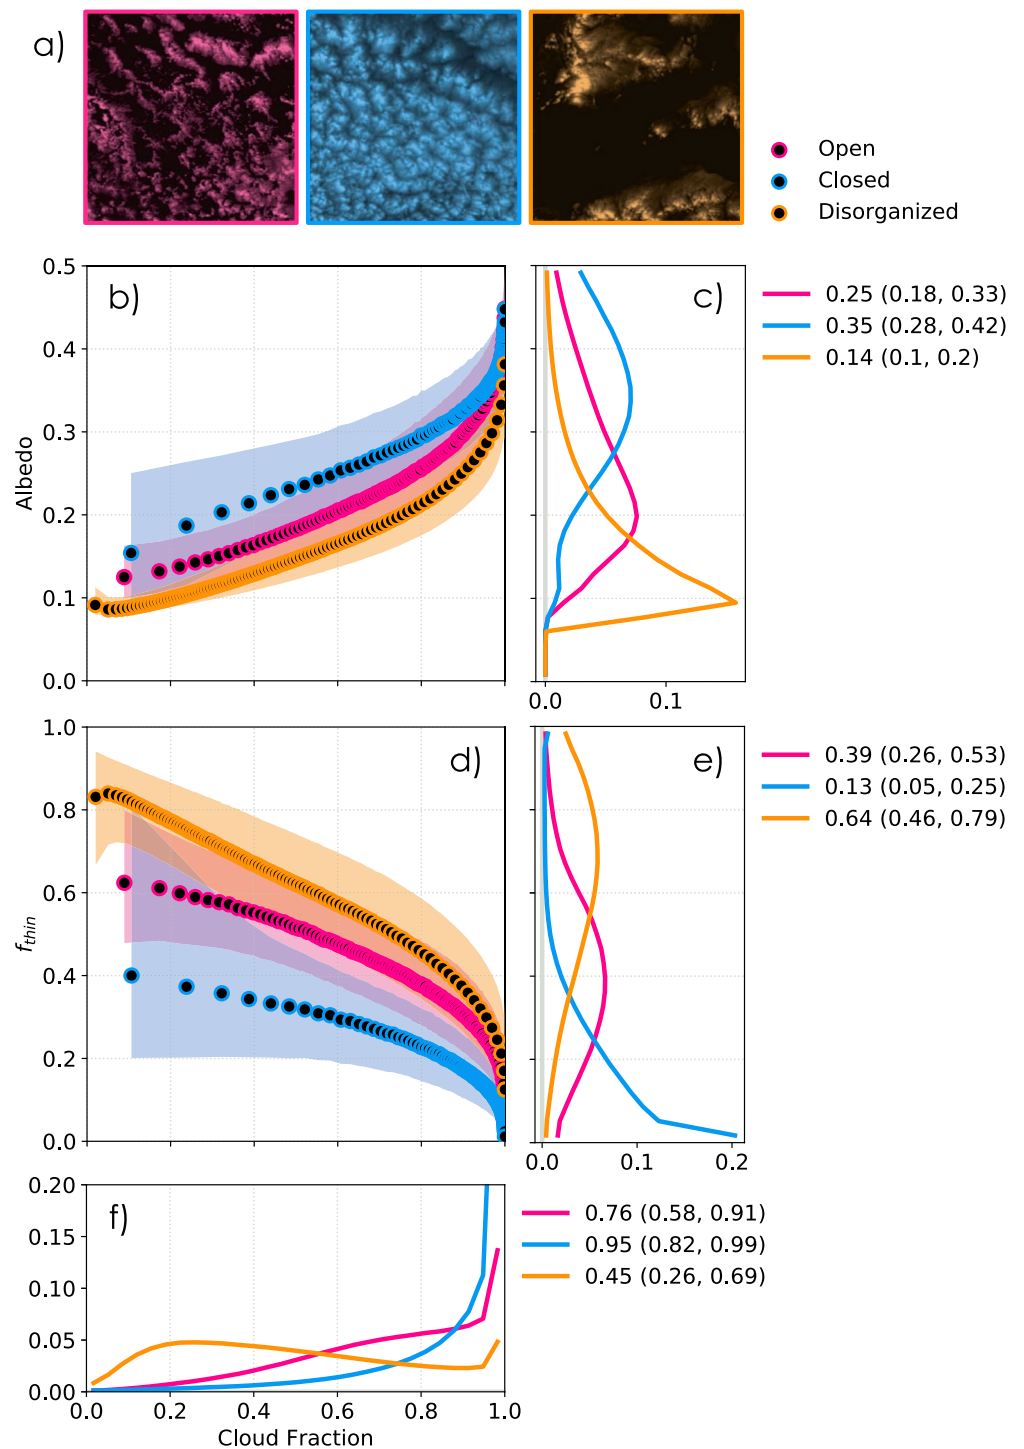 a)
Open
Closed
Disorganized
b)
c)
0.5
0.4
0.3
0.2
0.1
0.0
Albedo
0.0 0.1
0.25 (0.18, 0.33)
0.35 (0.28, 0.42)
0.14 (0.1, 0.2)
d)
e)
1.0
0.8
0.6
0.4
0.2
0.0
fthin
0.0 0.1 0.2
0.39 (0.26, 0.53)
0.13 (0.05, 0.25)
0.64 (0.46, 0.79)
f)
0.20
0.15
0.10
0.05
0.00
0.0 0.2 0.4 0.6 0.8 1.0
Cloud Fraction
0.76 (0.58, 0.91)
0.95 (0.82, 0.99)
0.45 (0.26, 0.69)